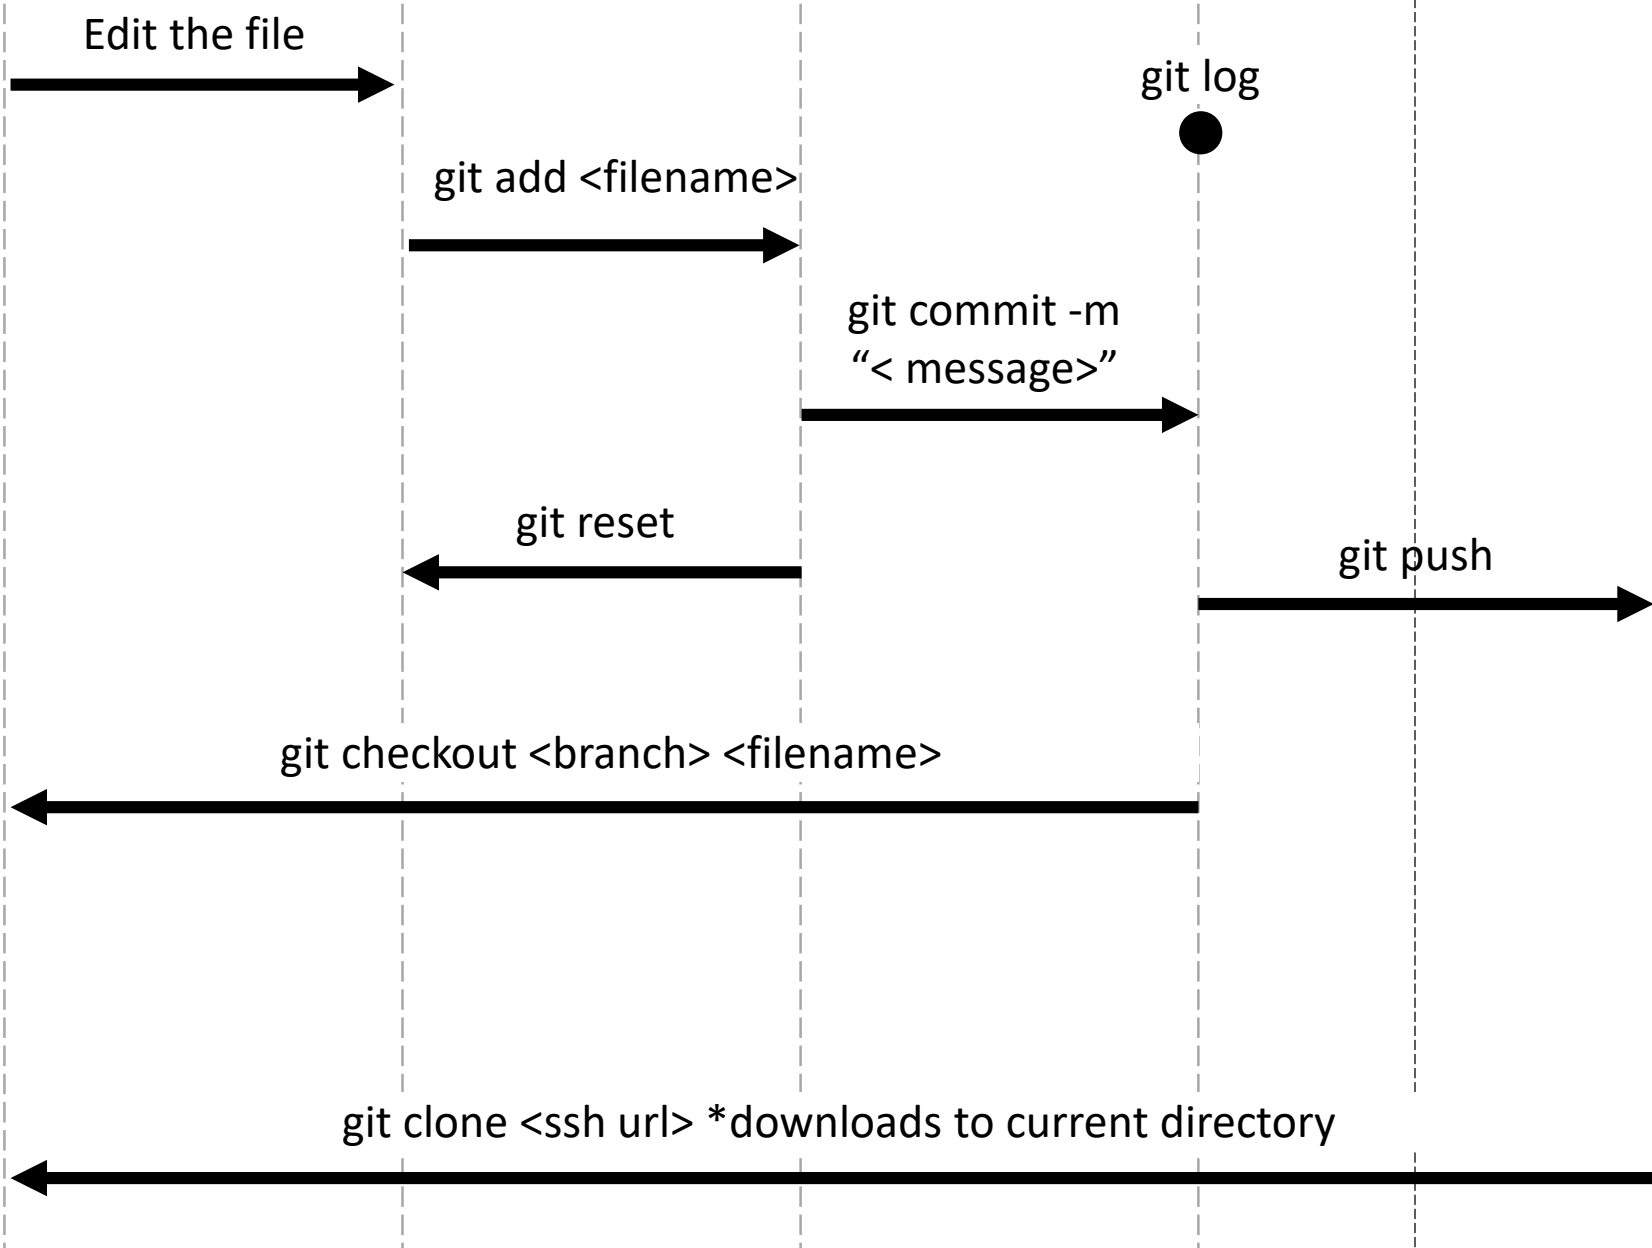 Edit the file
git log
git add <filename>
git commit -m
“< message>”
git reset
git push
git checkout <branch> <filename>
git clone <ssh url> *downloads to current directory